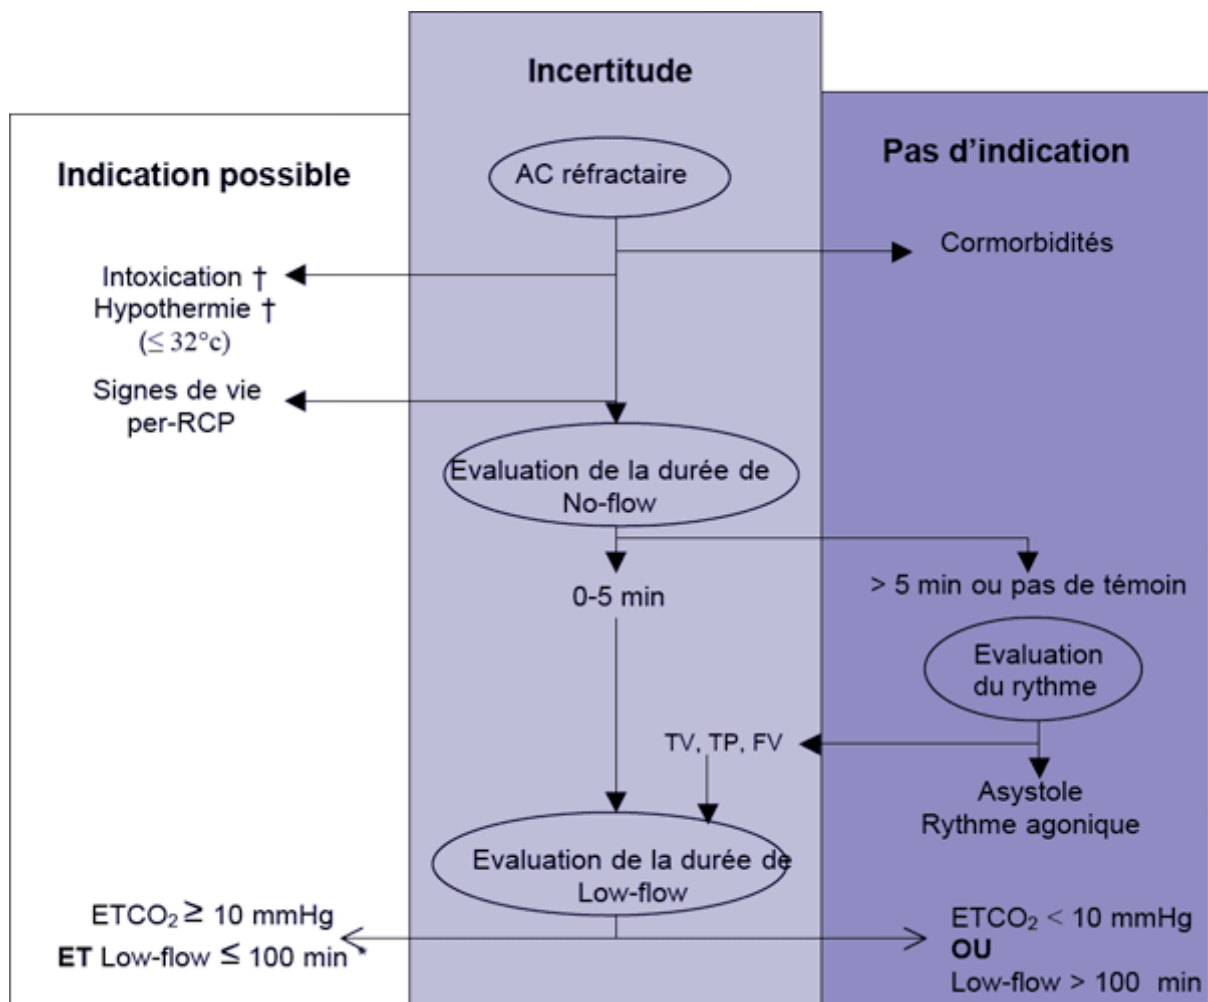 Incertitude
Pas d'indication
Indication possible
AC réfractaire
Cormorbidités
Intoxication †
Hypothermie †
(≤ 32°c)
Signes de vie
per-RCP
Evaluation de la durée de
No-flow
0-5 min
> 5 min ou pas de témoin
Evaluation
du rythme
TV, TP, FV
Asystole
Rythme agonique
Evaluation de la durée de
Low-flow
ETCO₂ ≥ 10 mmHg
ET Low-flow ≤ 100 min *
ETCO₂ < 10 mmHg
OU
Low-flow > 100 min